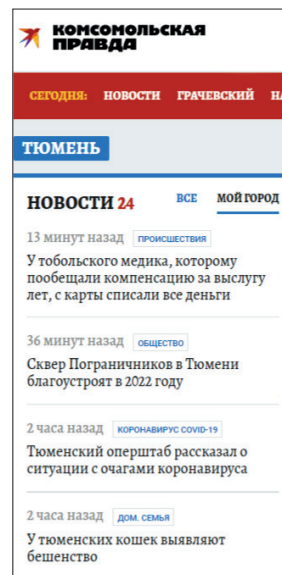 КОМСОМОЛЬСКАЯ
ПРАВДА
СЕГОДНЯ: НОВОСТИ ГРАЧЕВСКИЙ
ТЮМЕНЬ
НОВОСТИ 24 ВСЕ МОЙ ГОРОД
13 минут назад ПРОИСШЕСТВИЯ
У тобольского медика, которому
пообещали компенсацию за выслугу
лет, с карты списали все деньги
36 минут назад ОБЩЕСТВО
Сквер Пограничников в Тюмени
благоустроят в 2022 году
2 часа назад КОРОНАВИРУС COVID-19
Тюменский оперштаб рассказал о
ситуации с очагами коронавируса
2 часа назад ДОМ. СЕМЬЯ
У тюменских кошек выявляют
бешенство